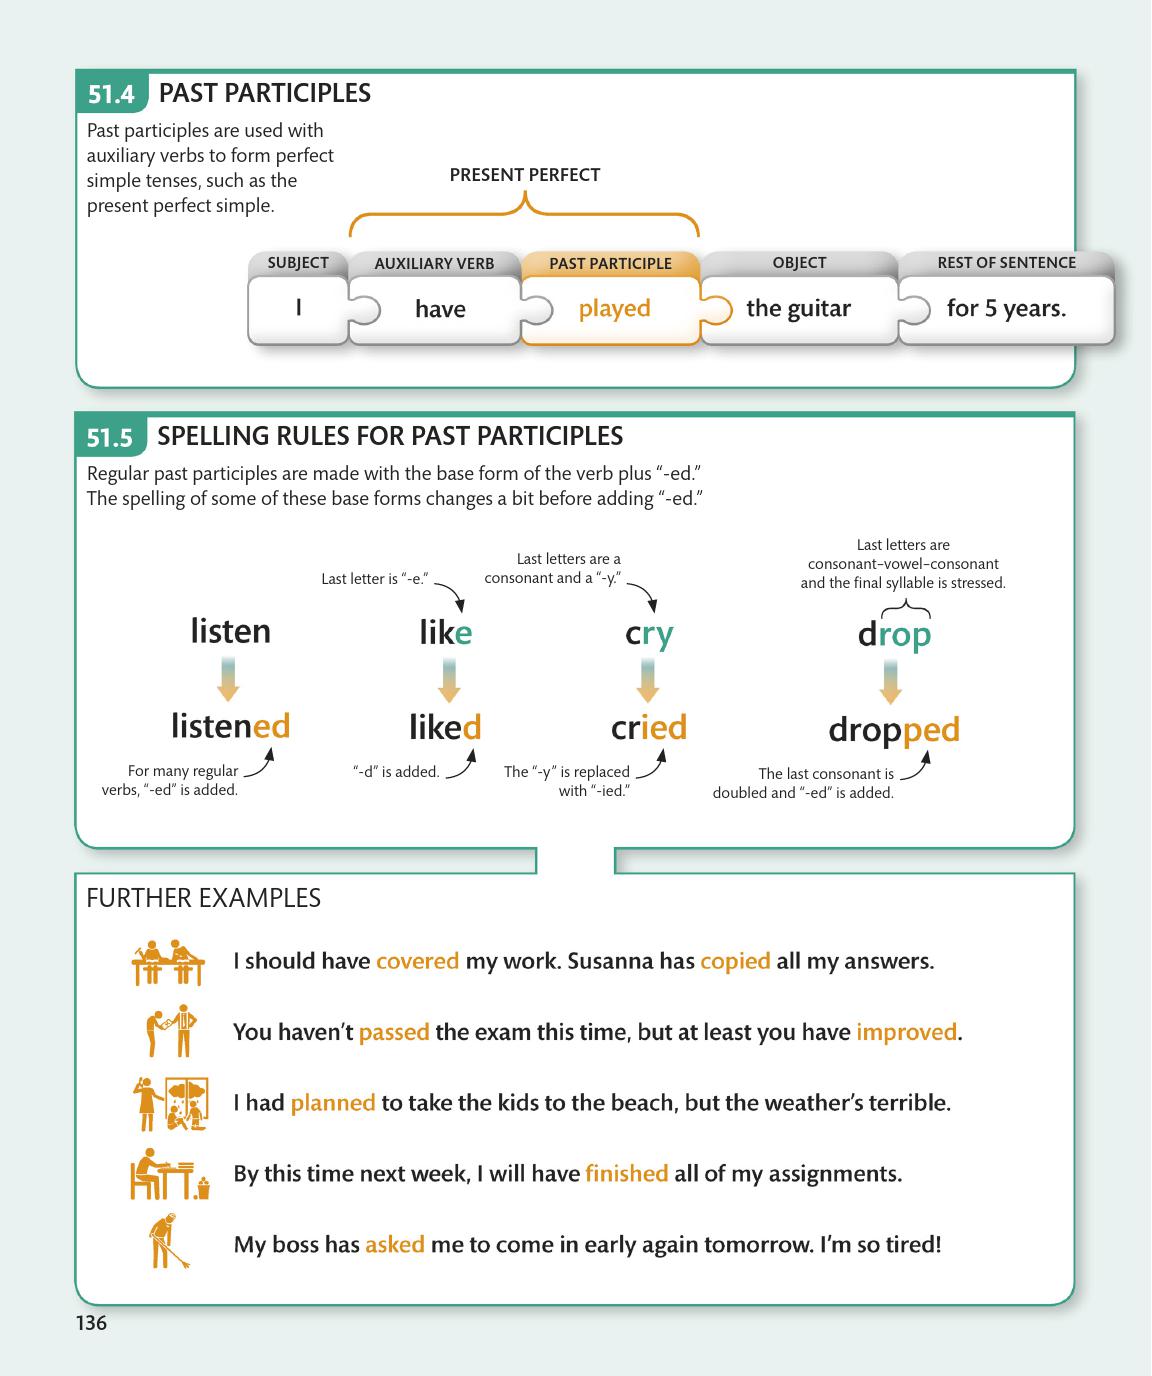 51.4 PAST PARTICIPLES
Past participles are used with
auxiliary verbs to form perfect
simple tenses, such as the
present perfect simple.
PRESENT PERFECT
SUBJECT AUXILIARY VERB PAST PARTICIPLE OBJECT REST OF SENTENCE
I have played the guitar for 5 years.
51.5 SPELLING RULES FOR PAST PARTICIPLES
Regular past participles are made with the base form of the verb plus “-ed.”
The spelling of some of these base forms changes a bit before adding “-ed.”
Last letter is “-e.”
Last letters are a
consonant and a “-y.”
Last letters are
consonant–vowel–consonant
and the final syllable is stressed.
listen like cry drop
listened liked cried dropped
For many regular
verbs, “-ed” is added.
“-d” is added.
The “-y” is replaced
with “-ied.”
The last consonant is
doubled and “-ed” is added.
FURTHER EXAMPLES
I should have covered my work. Susanna has copied all my answers.
You haven’t passed the exam this time, but at least you have improved.
I had planned to take the kids to the beach, but the weather’s terrible.
By this time next week, I will have finished all of my assignments.
My boss has asked me to come in early again tomorrow. I’m so tired!
136